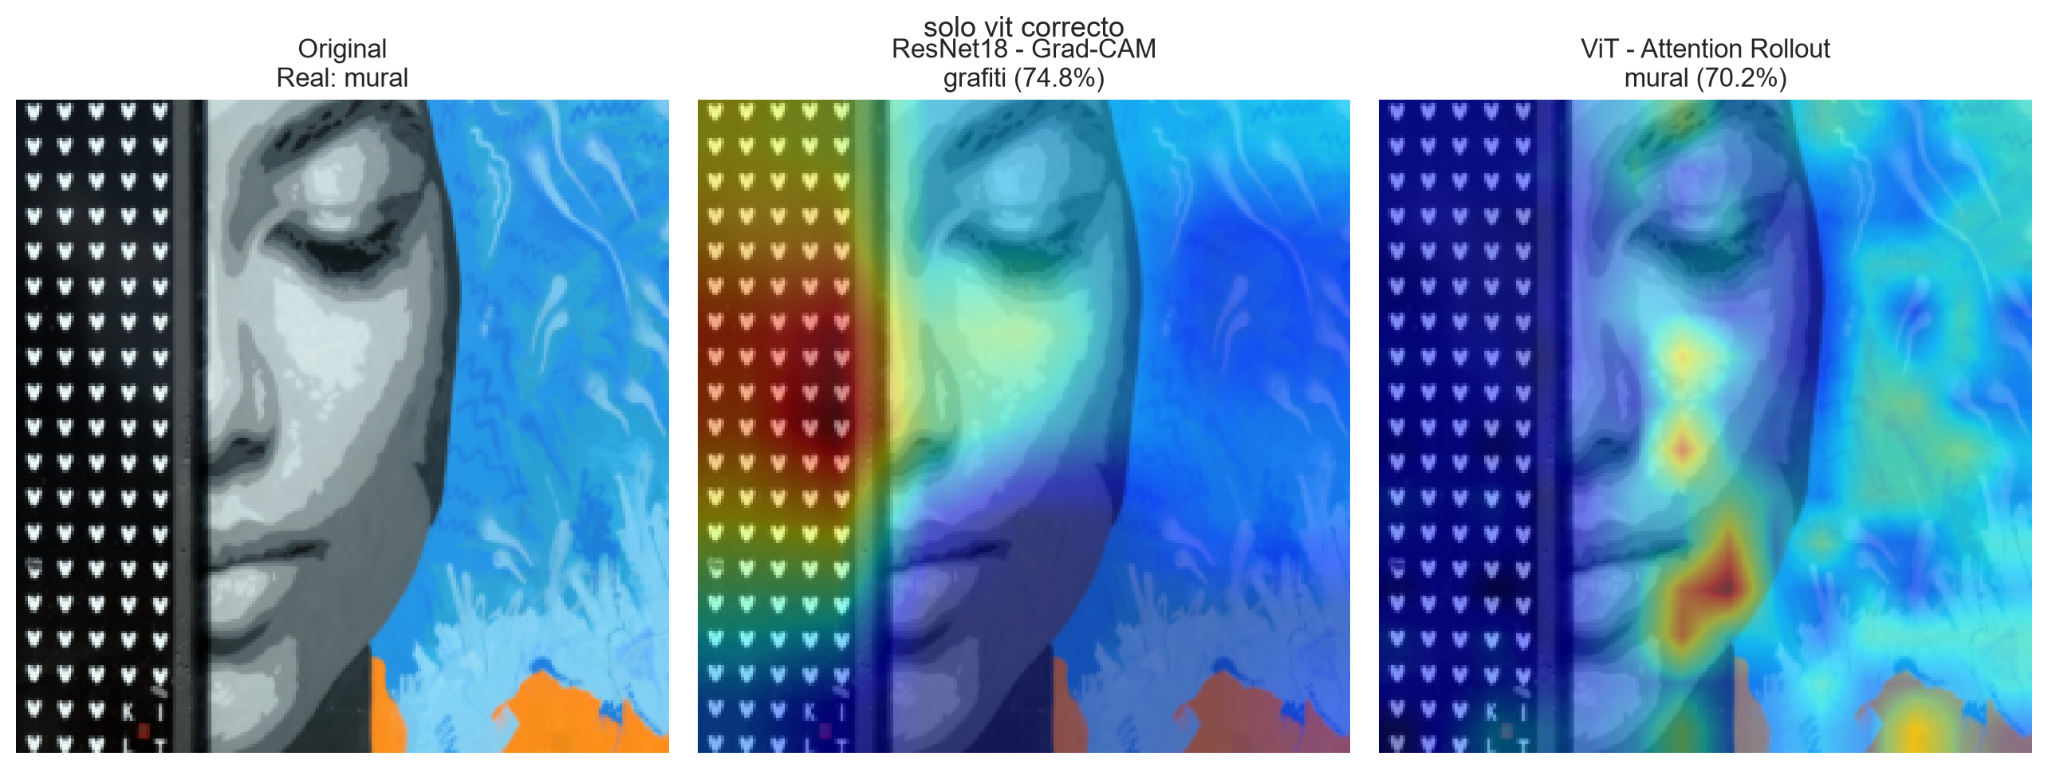 solo vit correcto
Original
Real: mural
ResNet18 - Grad-CAM
grafiti (74.8%)
ViT - Attention Rollout
mural (70.2%)
K I
L T
K I
L T
K I
L T